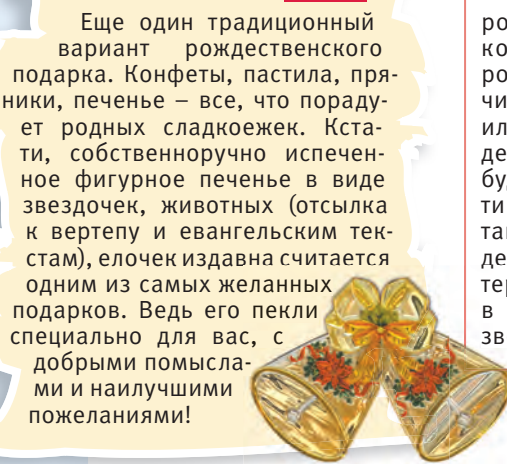 Еще один традиционный
вариант рождественского
подарка. Конфеты, пастила, пря-
ники, печенье – все, что пораду-
ет родных сладкоежек. Кста-
ти, собственноручно испечен-
ное фигурное печенье в виде
звездочек, животных (отсылка
к вертепу и евангельским тек-
стам), елочек издавна считается
одним из самых желанных
подарков. Ведь его пекли
специально для вас, с
добрыми помысла-
ми и наилучшими
пожеланиями!